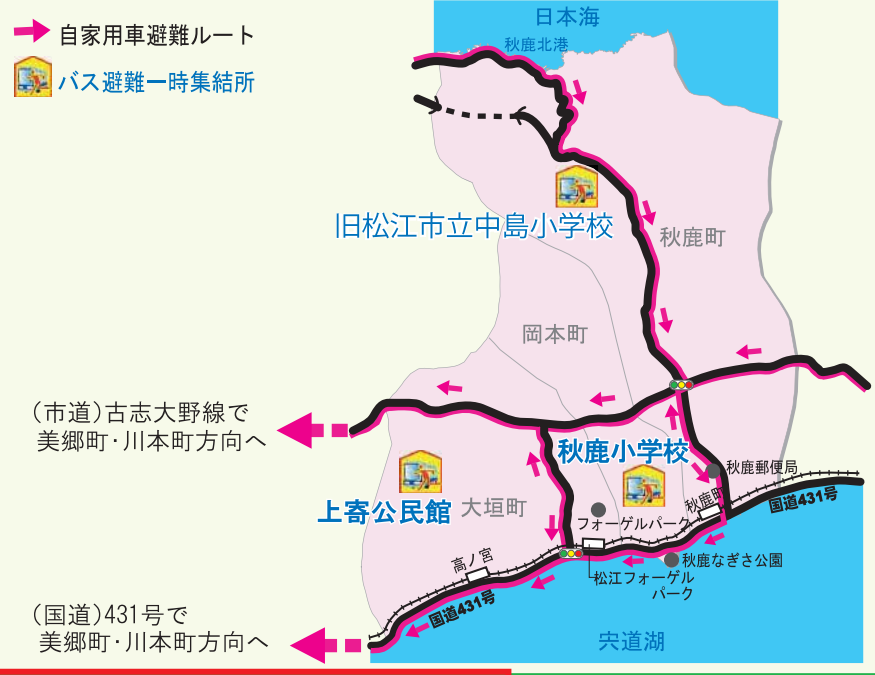 自家用車避難ルート
バス避難一時集結所
日本海
秋鹿北港
旧松江市立中島小学校
秋鹿町
岡本町
(市道)古志大野線で
美郷町・川本町方向へ
秋鹿小学校
秋鹿郵便局
上寄公民館
大垣町
秋鹿町
国道431号
フォーゲルパーク
高ノ宮
秋鹿なぎさ公園
松江フォーゲル
パーク
国道431号
(国道)431号で
美郷町・川本町方向へ
宍道湖